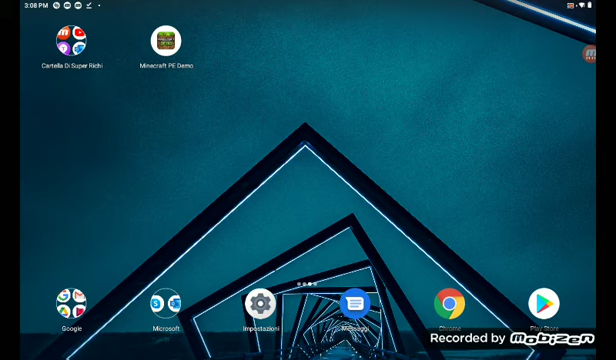 3:08 PM
Cartella Di Super Richi
Minecraft PE Demo
Google
Microsoft
Impostazioni
Messaggi
Chrome
Play Store
Recorded by mobizen